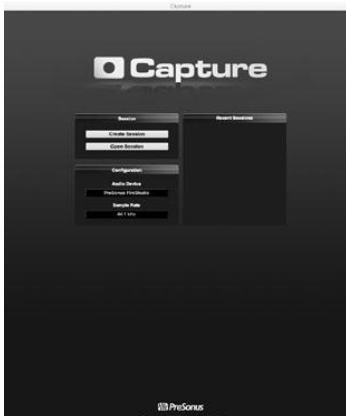 Capture
Capture
Session
Recent Sessions
Create Session
Open Session
Configuration
Audio Device
PreSonus FireStudio
Sample Rate
44.1 kHz
PreSonus